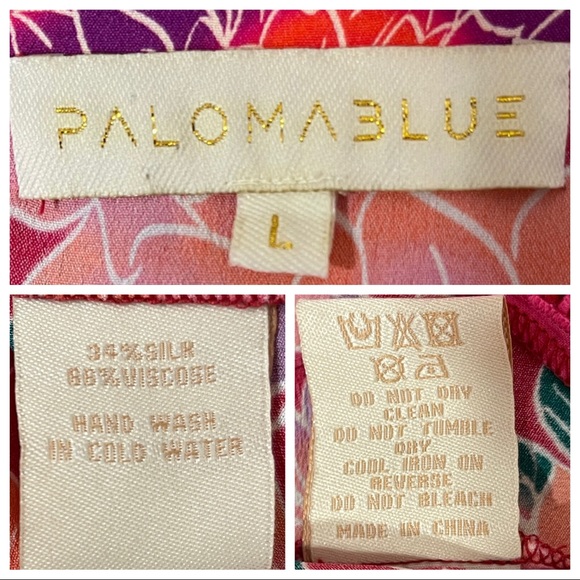 PALOMABLUE
L
34%SILK
66%VISCOSE
HAND WASH
IN COLD WATER
DO NOT DRY
CLEAN
DO NOT TUMBLE
DRY
COOL IRON ON
REVERSE
DO NOT BLEACH
MADE IN CHINA